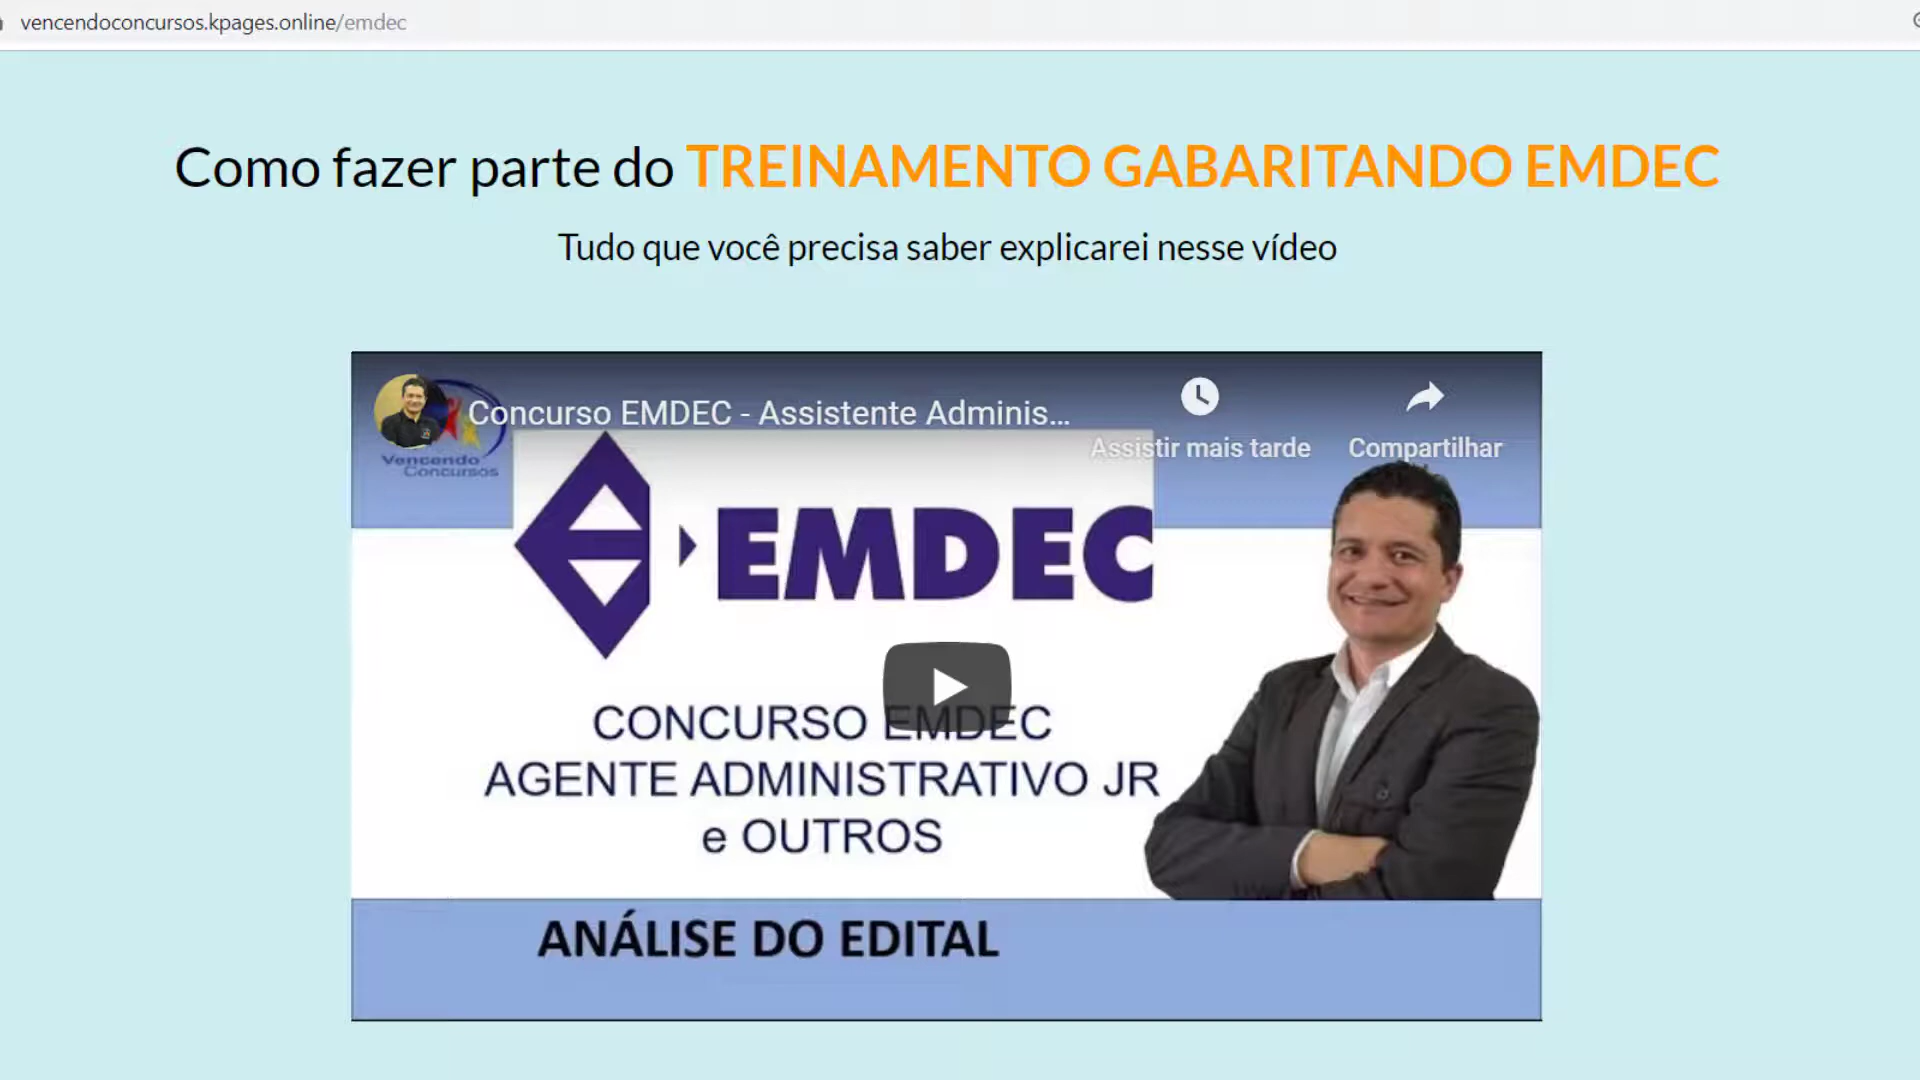 vencendoconcursos.kpages.online/emdec
Como fazer parte do TREINAMENTO GABARITANDO EMDEC
Tudo que você precisa saber explicarei nesse vídeo
Concurso EMDEC - Assistente Adminis...
Assistir mais tarde
Compartilhar
Vencendo
Concursos
EMDEC
CONCURSO EMDEC
AGENTE ADMINISTRATIVO JR
e OUTROS
ANÁLISE DO EDITAL